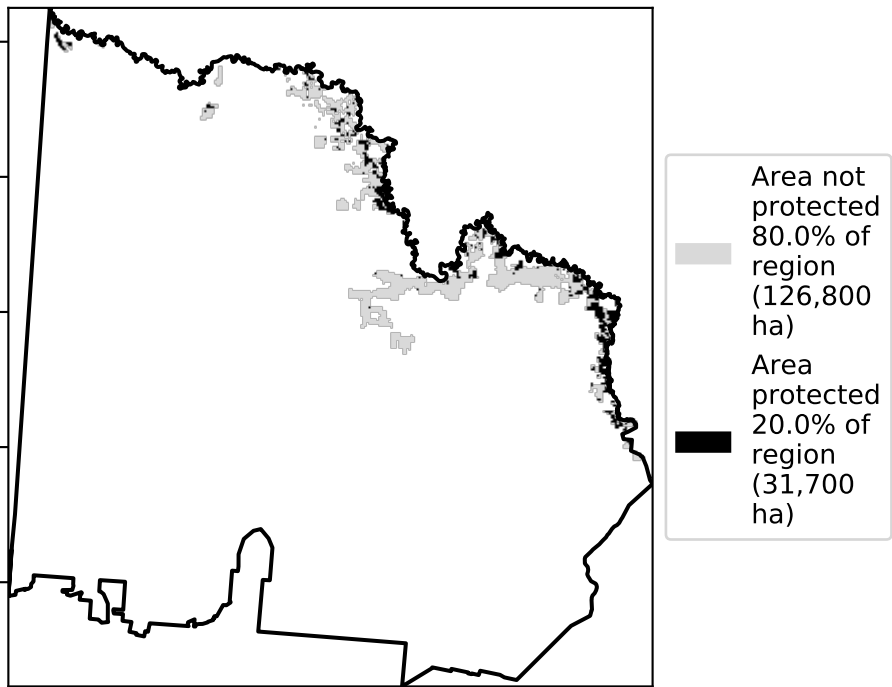 Area not
protected
80.0% of
region
(126,800
ha)
Area
protected
20.0% of
region
(31,700
ha)